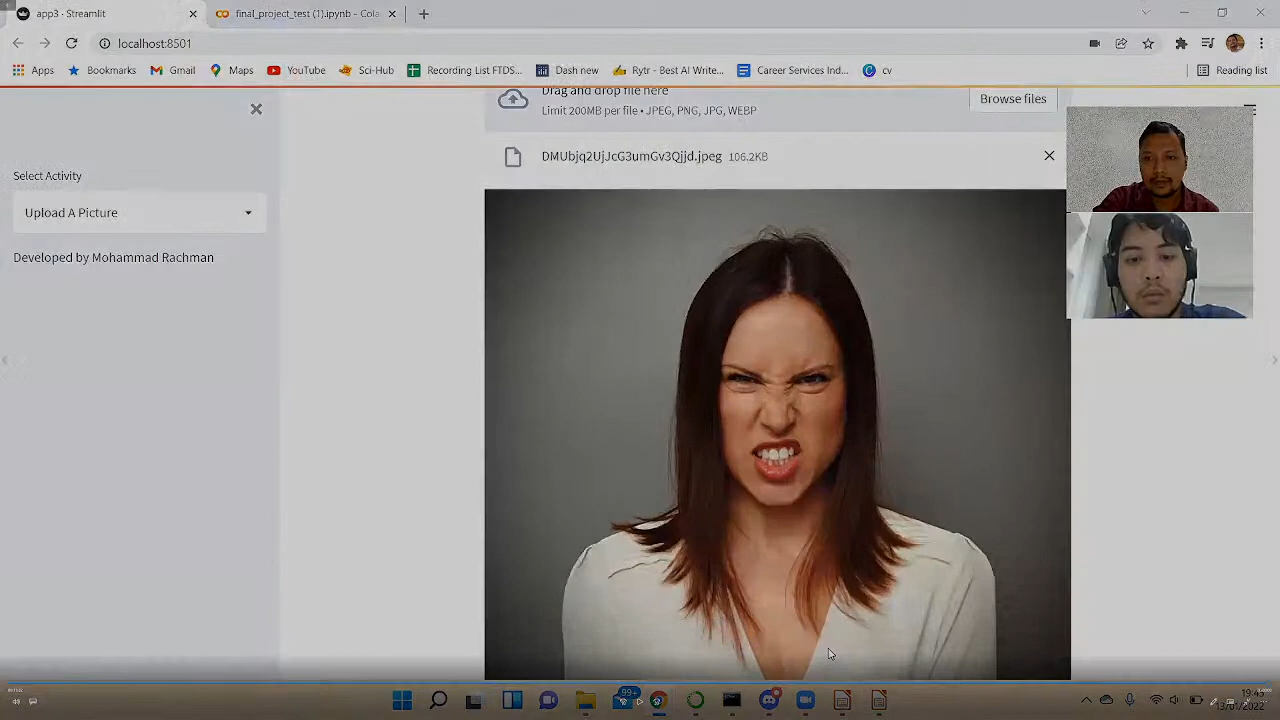 app3 - Streamlit
final_project_test (1).ipynb - Cola
localhost:8501
Apps
Bookmarks
Gmail
Maps
YouTube
Sci-Hub
Recording List FTDS...
Dash new
Rytr - Best AI Write...
Career Services Ind...
cv
Reading list
Drag and drop file here
Limit 200MB per file • JPEG, PNG, JPG, WEBP
Browse files
DMUbjq2UjJcG3umGv3Qjjd.jpeg 106.2KB
Select Activity
Upload A Picture
Developed by Mohammad Rachman
99+